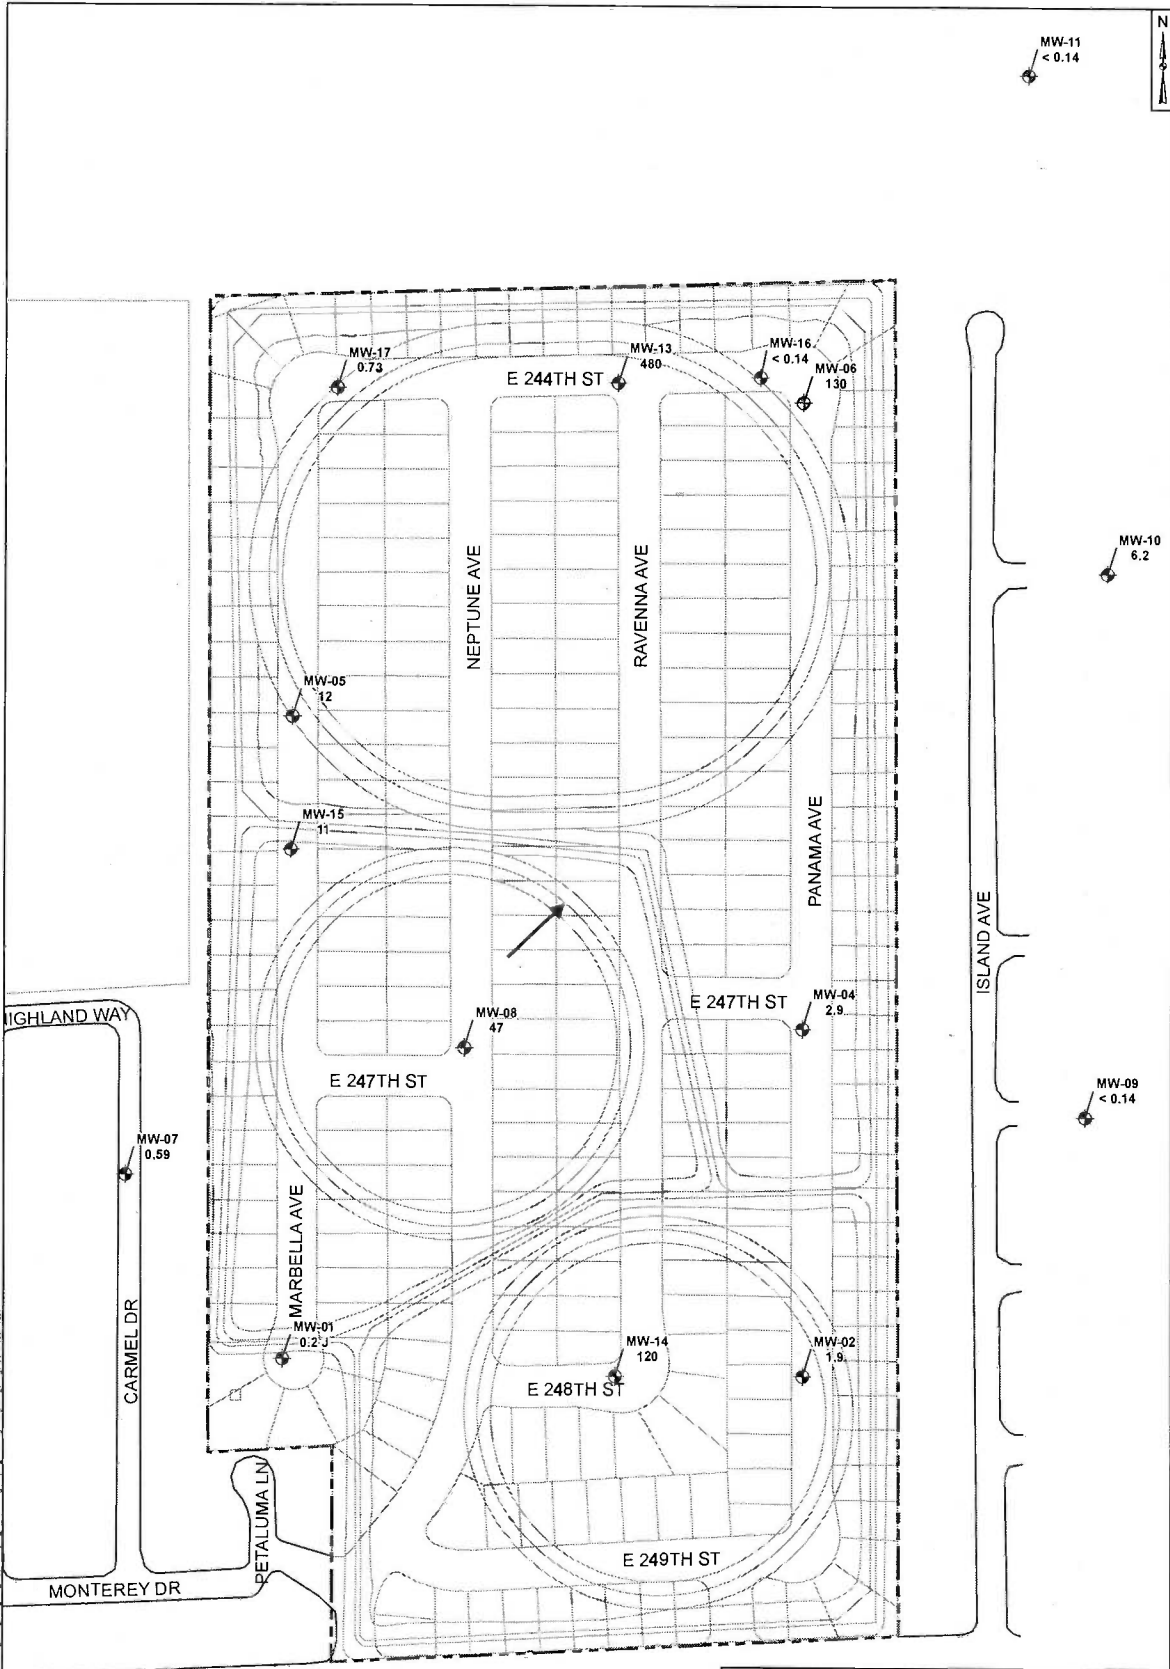 N
MW-11
< 0.14
MW-17
0.73
E 244TH ST
MW-13
480
MW-16
< 0.14
MW-06
130
MW-10
6.2
NEPTUNE AVE
RAVENNA AVE
MW-05
12
MW-15
11
PANAMA AVE
ISLAND AVE
HIGHLAND WAY
MW-08
47
E 247TH ST
MW-04
2.9
E 247TH ST
MW-09
< 0.14
MW-07
0.59
MARBELLA AVE
CARMEL DR
MW-01
0.2 J
MW-14
120
MW-02
1.9
E 248TH ST
PETALUMA LN
E 249TH ST
MONTEREY DR